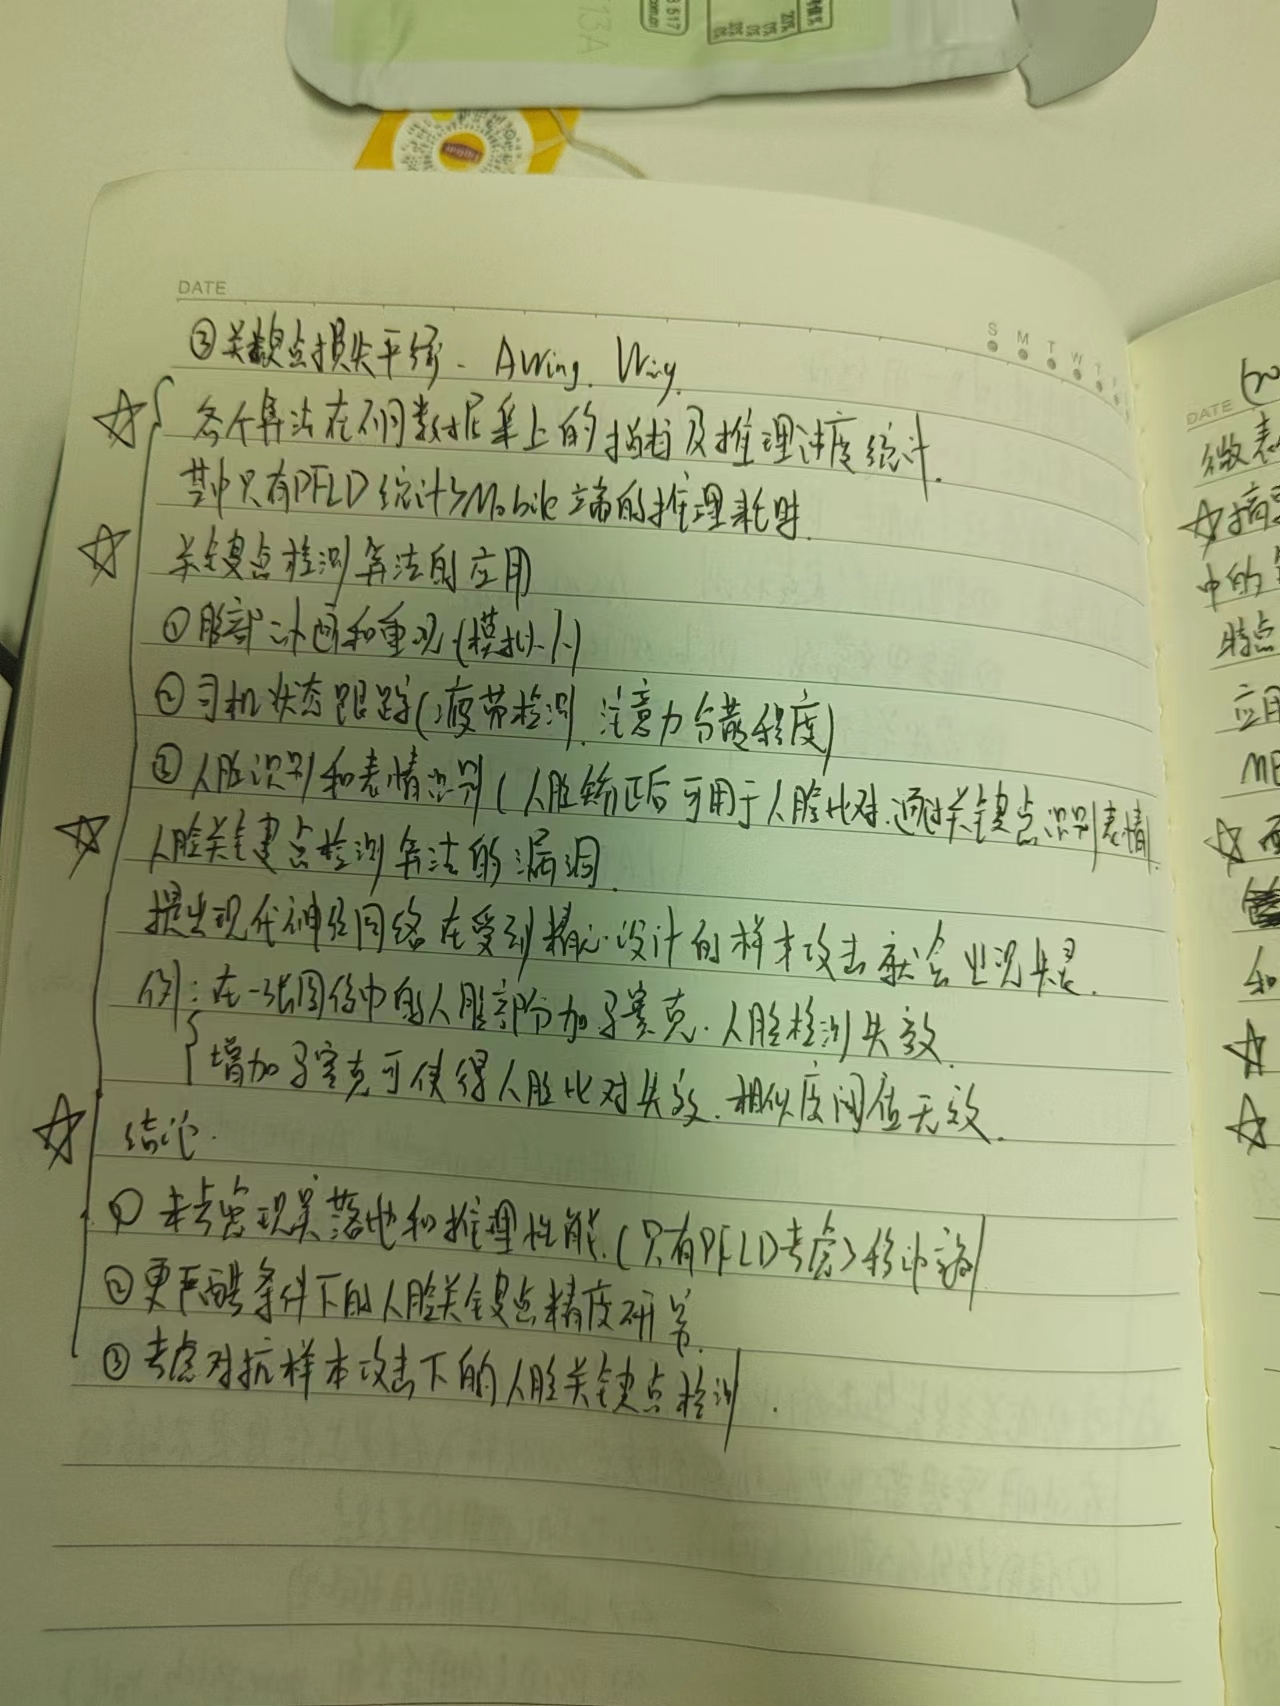 DATE
S M T W T
③关键点损失平衡. AWing. Wing.
☆ 各个算法在不同数据集上的指标及推理速度统计.
其中只有PFLD统计了Mobile端的推理耗时.
☆ 关键点检测算法的应用
①脸部动画和重现(模拟人)
②司机状态跟踪(疲劳检测、注意力分散程度)
③人脸识别和表情识别(人脸矫正后可用于人脸比对.通过关键点识别表情)
☆ 人脸关键点检测算法的漏洞.
提出现代神经网络在受到精心设计的样本攻击就会出现失灵.
例:在一张图像中的人脸部分加马赛克.人脸检测失效.
增加马赛克可使得人脸比对失效.相似度阈值无效.
☆ 结论.
① 未考虑现实落地和推理性能.(只有PFLD考虑了移动端)
②更严酷条件下的人脸关键点精度研究.
③考虑对抗样本攻击下的人脸关键点检测.
DATE
微表
☆摘要
中的
特点
应用
ME
☆
和
☆
☆